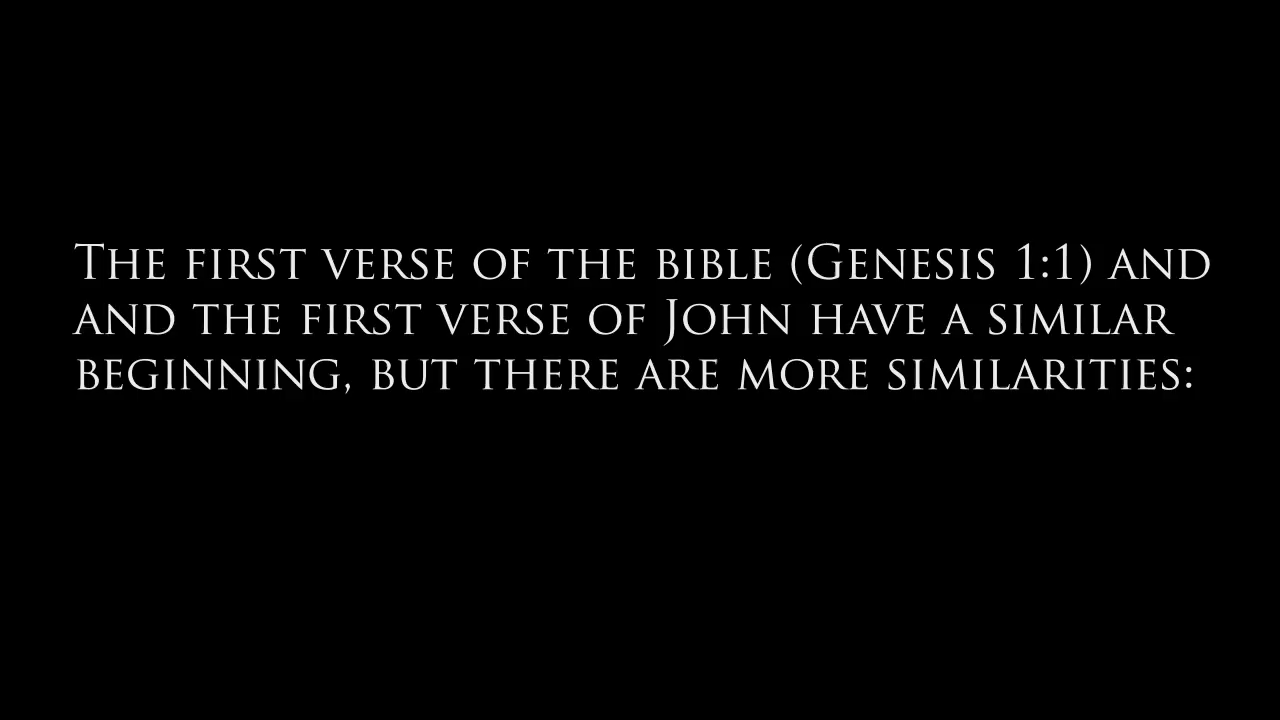 The first verse of the bible (Genesis 1:1) and
and the first verse of John have a similar
beginning, but there are more similarities: